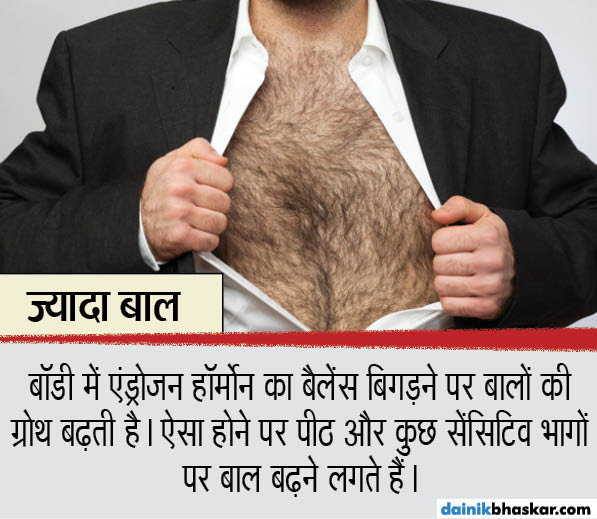 ज्यादा बाल
बॉडी में एंड्रोजन हॉर्मोन का बैलेंस बिगड़ने पर बालों की
ग्रोथ बढ़ती है। ऐसा होने पर पीठ और कुछ सेंसिटिव भागों
पर बाल बढ़ने लगते हैं।
dainikbhaskar.com